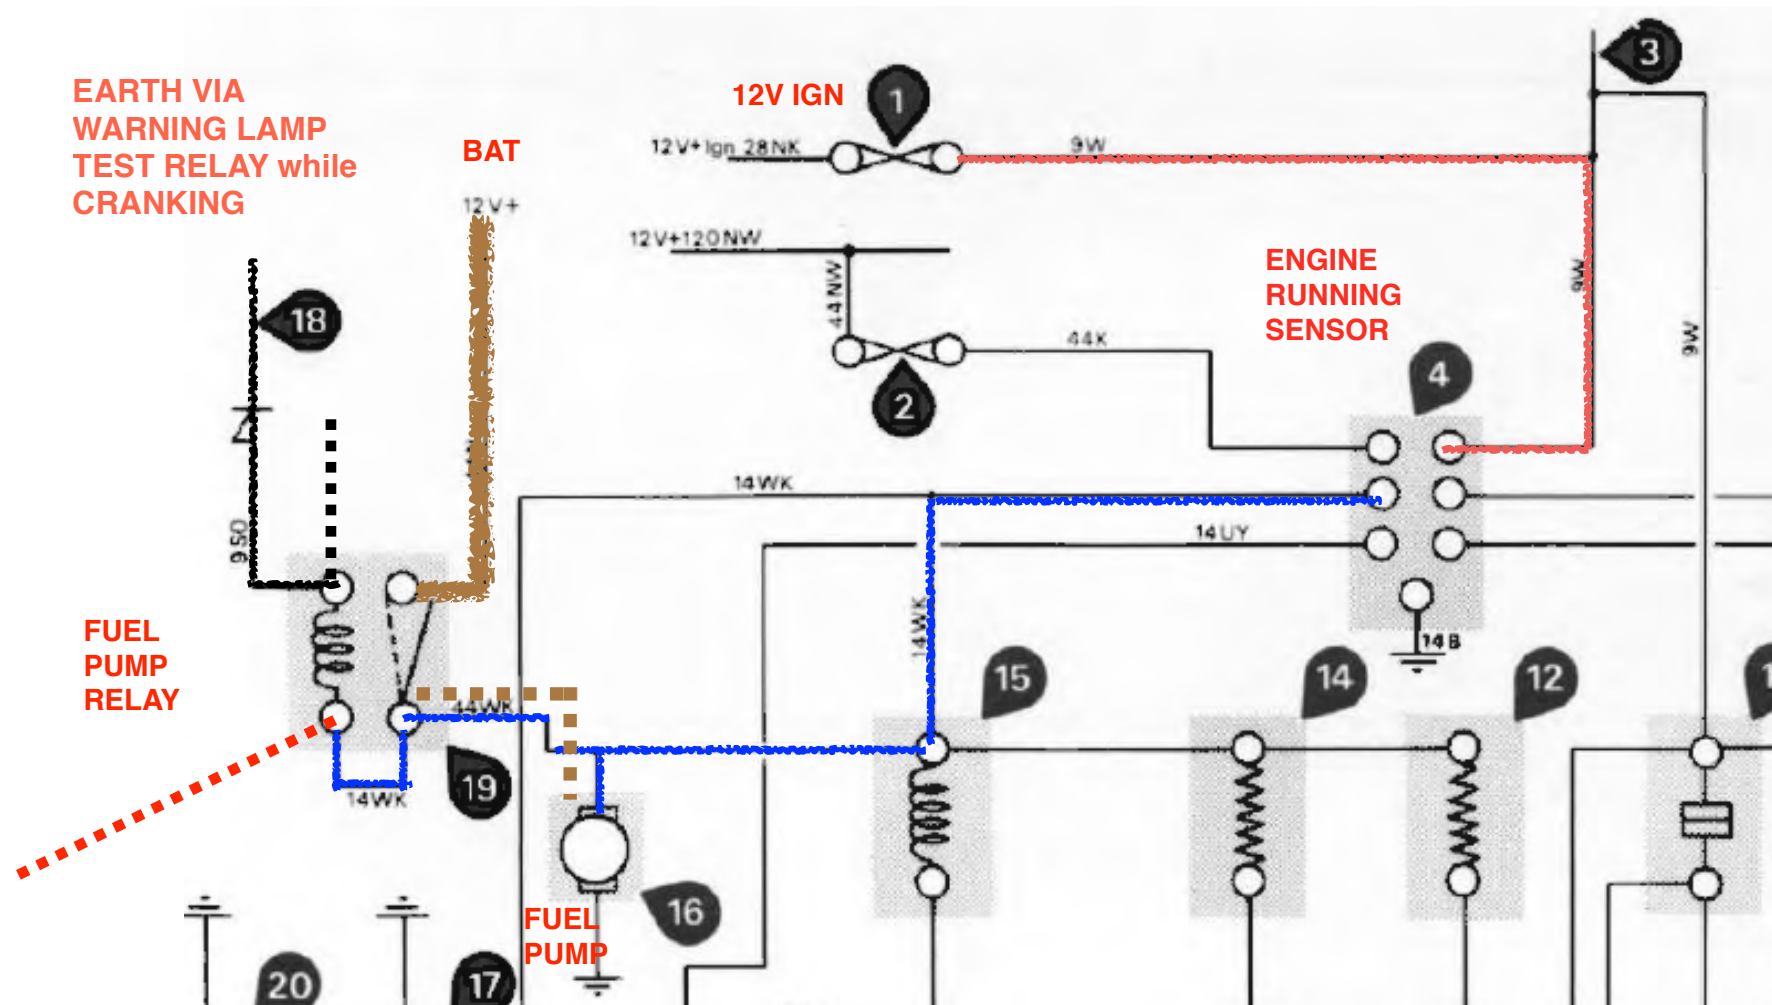 EARTH VIA
WARNING LAMP
TEST RELAY while
CRANKING
BAT
12V+
12V IGN
1
3
12V+Ign 28NK
9W
12V+120NW
44NW
44K
2
ENGINE
RUNNING
SENSOR
9W
9W
4
18
14WK
14UY
14WK
14B
FUEL
PUMP
RELAY
44WK
14WK
19
15
14
12
1
16
FUEL
PUMP
20
17